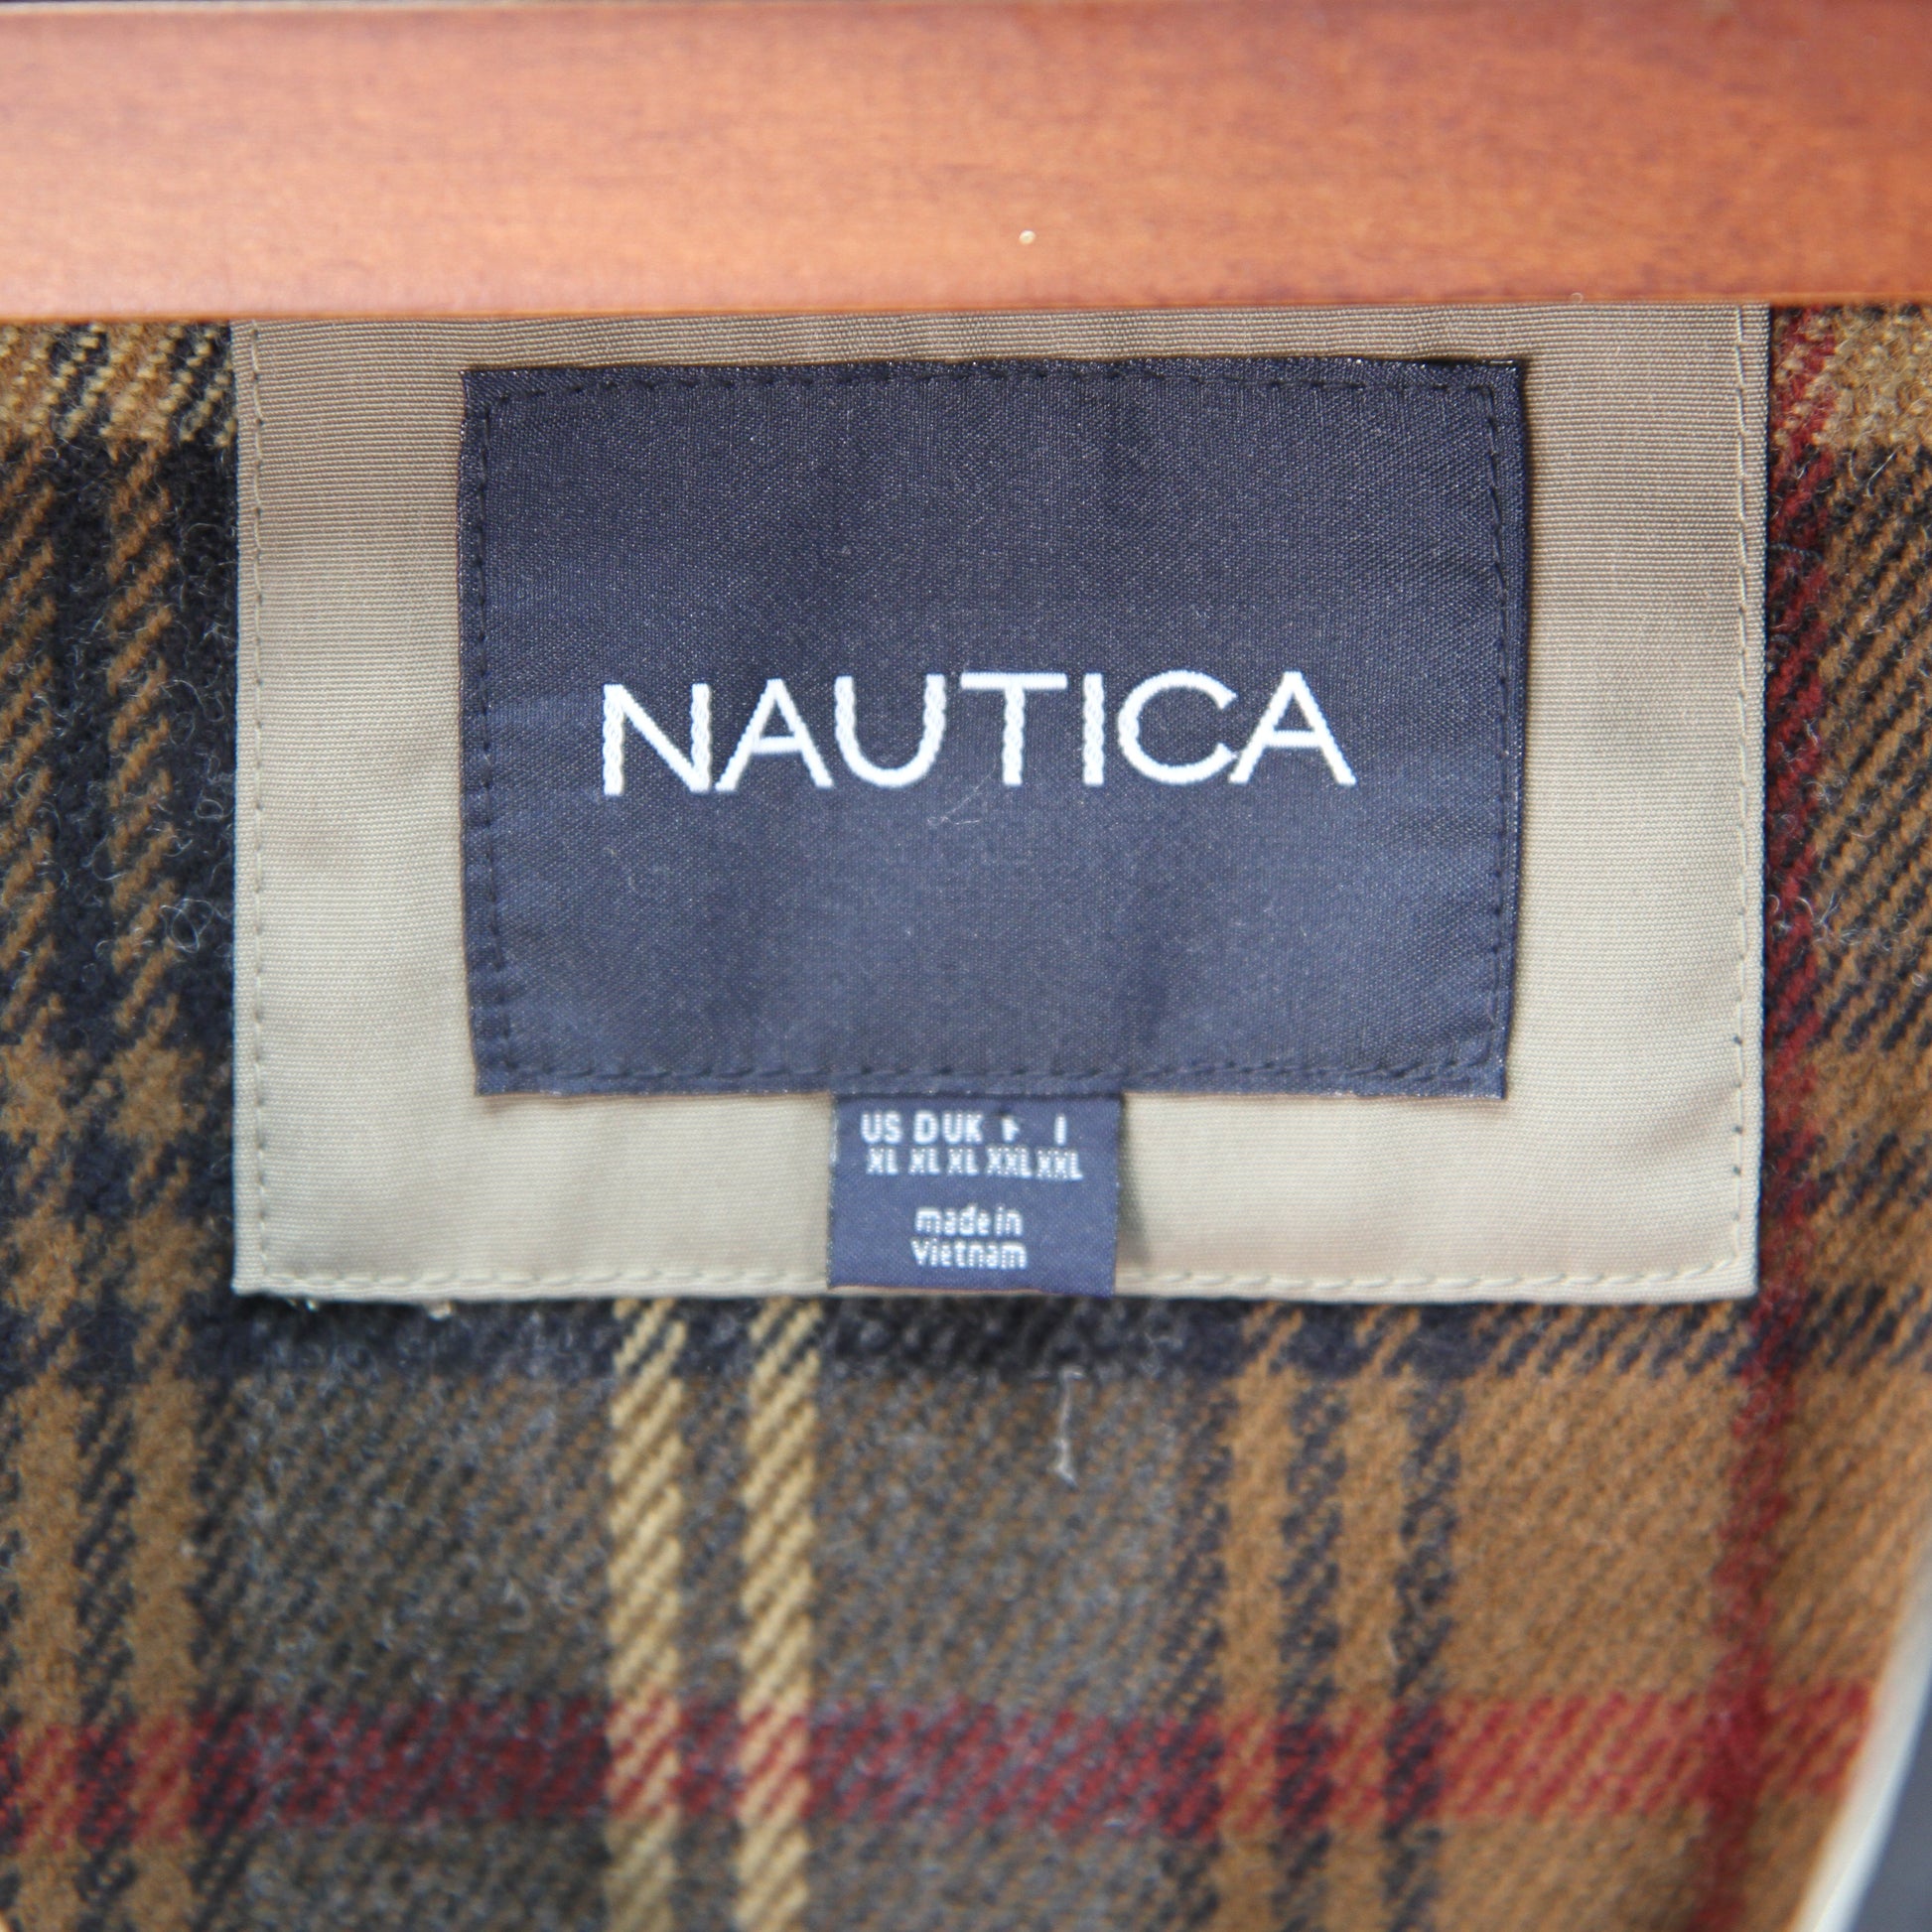 NAUTICA
US D UK F I
XL XL XL XXL XXL
made in
Vietnam